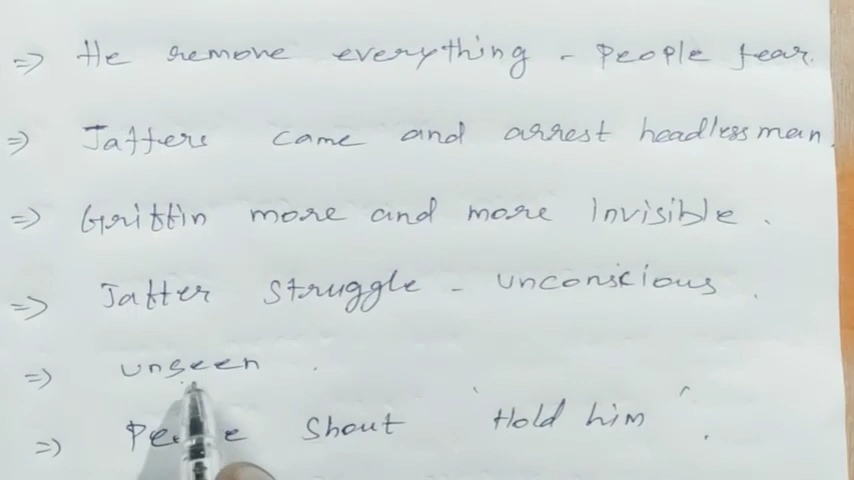 => He remove everything - People fear.
=> Jaffers came and arrest headless man.
=> Griffin more and more invisible.
=> Jaffer struggle - unconscious.
=> unseen.
=> shout 'Hold him'.